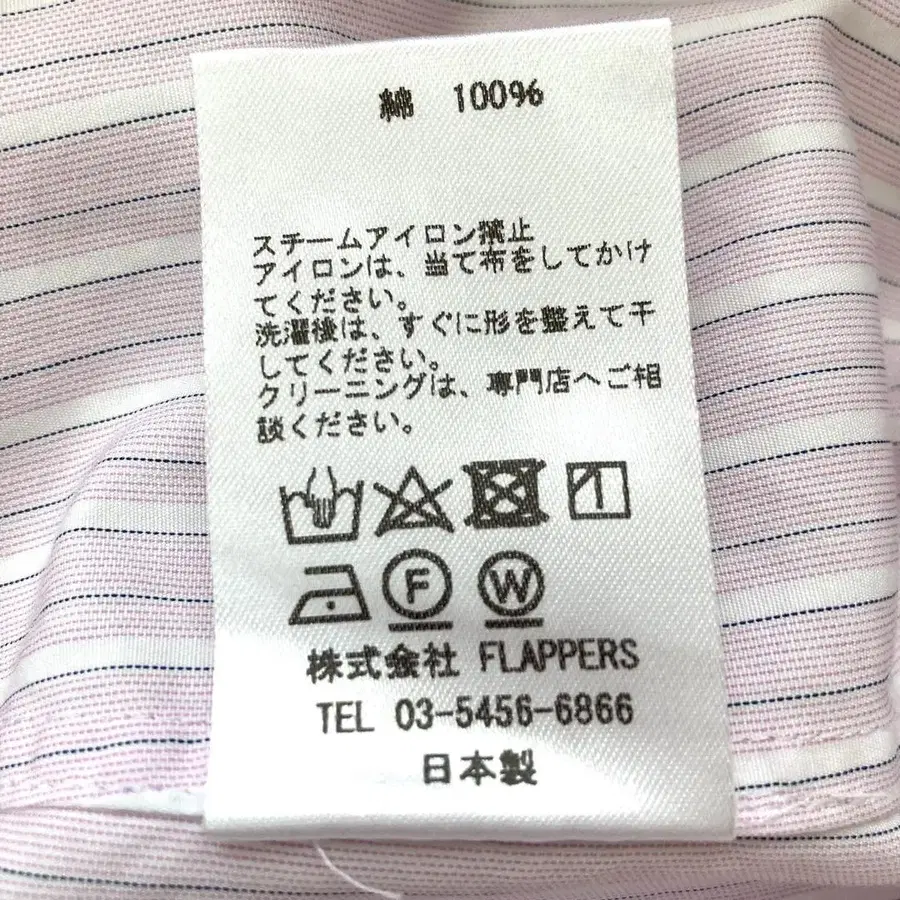 綿 100%
スチームアイロン禁止
アイロンは、当て布をしてかけ
てください。
洗濯後は、すぐに形を整えて干
してください。
クリーニングは、専門店へご相
談ください。
F W
株式会社 FLAPPERS
TEL 03-5456-6866
日本製